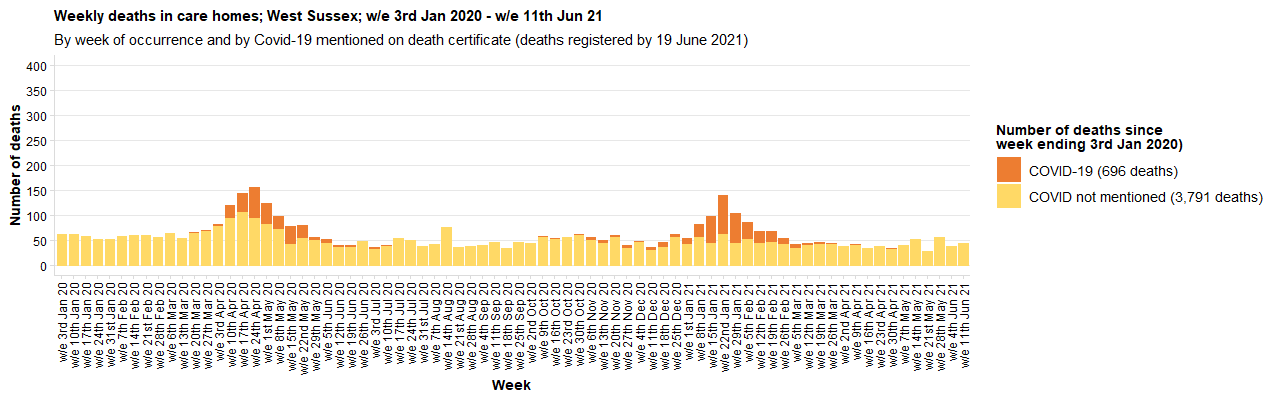 Weekly deaths in care homes; West Sussex; w/e 3rd Jan 2020 - w/e 11th Jun 21
By week of occurrence and by Covid-19 mentioned on death certificate (deaths registered by 19 June 2021)
Number of deaths
400
350
300
250
200
150
100
50
0
w/e 3rd Jan 20
w/e 10th Jan 20
w/e 17th Jan 20
w/e 24th Jan 20
w/e 31st Jan 20
w/e 7th Feb 20
w/e 14th Feb 20
w/e 21st Feb 20
w/e 28th Feb 20
w/e 6th Mar 20
w/e 13th Mar 20
w/e 20th Mar 20
w/e 27th Mar 20
w/e 3rd Apr 20
w/e 10th Apr 20
w/e 17th Apr 20
w/e 24th Apr 20
w/e 1st May 20
w/e 8th May 20
w/e 15th May 20
w/e 22nd May 20
w/e 29th May 20
w/e 5th Jun 20
w/e 12th Jun 20
w/e 19th Jun 20
w/e 26th Jun 20
w/e 3rd Jul 20
w/e 10th Jul 20
w/e 17th Jul 20
w/e 24th Jul 20
w/e 31st Jul 20
w/e 7th Aug 20
w/e 14th Aug 20
w/e 21st Aug 20
w/e 28th Aug 20
w/e 4th Sep 20
w/e 11th Sep 20
w/e 18th Sep 20
w/e 25th Sep 20
w/e 2nd Oct 20
w/e 9th Oct 20
w/e 16th Oct 20
w/e 23rd Oct 20
w/e 30th Oct 20
w/e 6th Nov 20
w/e 13th Nov 20
w/e 20th Nov 20
w/e 27th Nov 20
w/e 4th Dec 20
w/e 11th Dec 20
w/e 18th Dec 20
w/e 25th Dec 20
w/e 1st Jan 21
w/e 8th Jan 21
w/e 15th Jan 21
w/e 22nd Jan 21
w/e 29th Jan 21
w/e 5th Feb 21
w/e 12th Feb 21
w/e 19th Feb 21
w/e 26th Feb 21
w/e 5th Mar 21
w/e 12th Mar 21
w/e 19th Mar 21
w/e 26th Mar 21
w/e 2nd Apr 21
w/e 9th Apr 21
w/e 16th Apr 21
w/e 23rd Apr 21
w/e 30th Apr 21
w/e 7th May 21
w/e 14th May 21
w/e 21st May 21
w/e 28th May 21
w/e 4th Jun 21
w/e 11th Jun 21
Week
Number of deaths since
week ending 3rd Jan 2020)
COVID-19 (696 deaths)
COVID not mentioned (3,791 deaths)